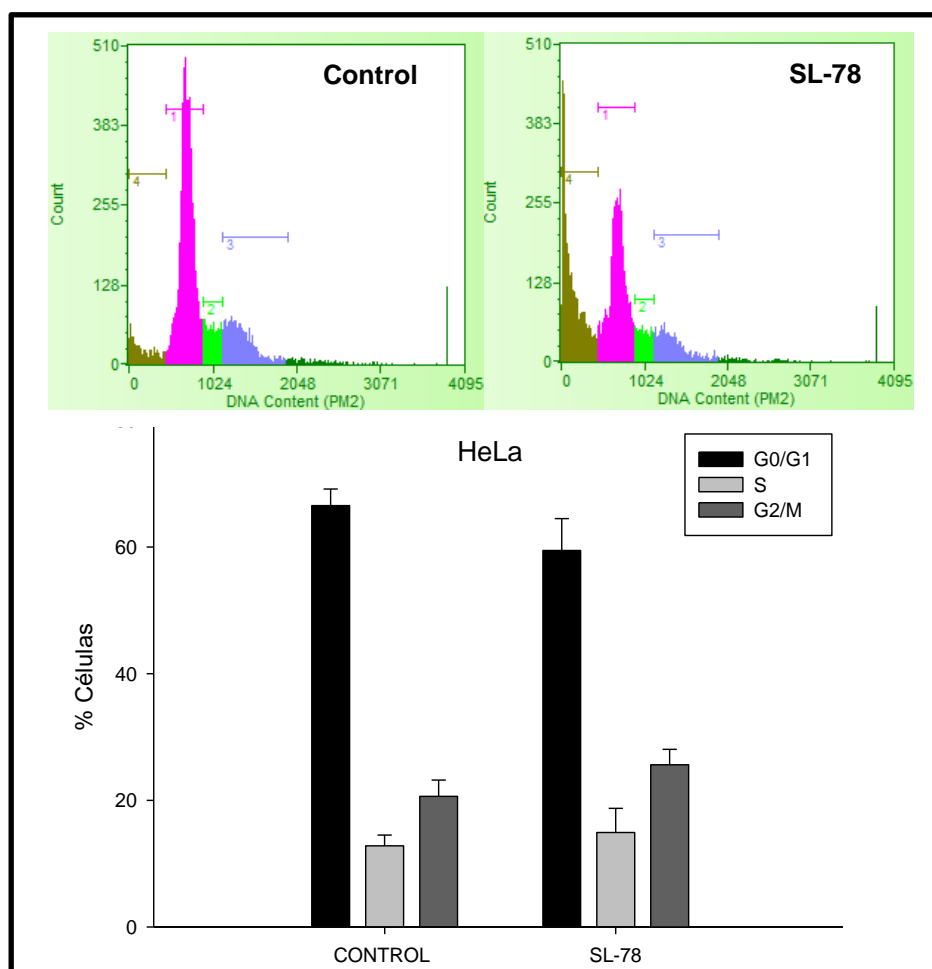 Control
510
383
255
128
0
Count
1
2
3
4
0
1024
2048
3071
4095
DNA Content (PM2)
SL-78
510
383
255
128
0
Count
1
2
3
4
0
1024
2048
3071
4095
DNA Content (PM2)
HeLa
G0/G1
S
G2/M
% Células
60
40
20
0
CONTROL
SL-78